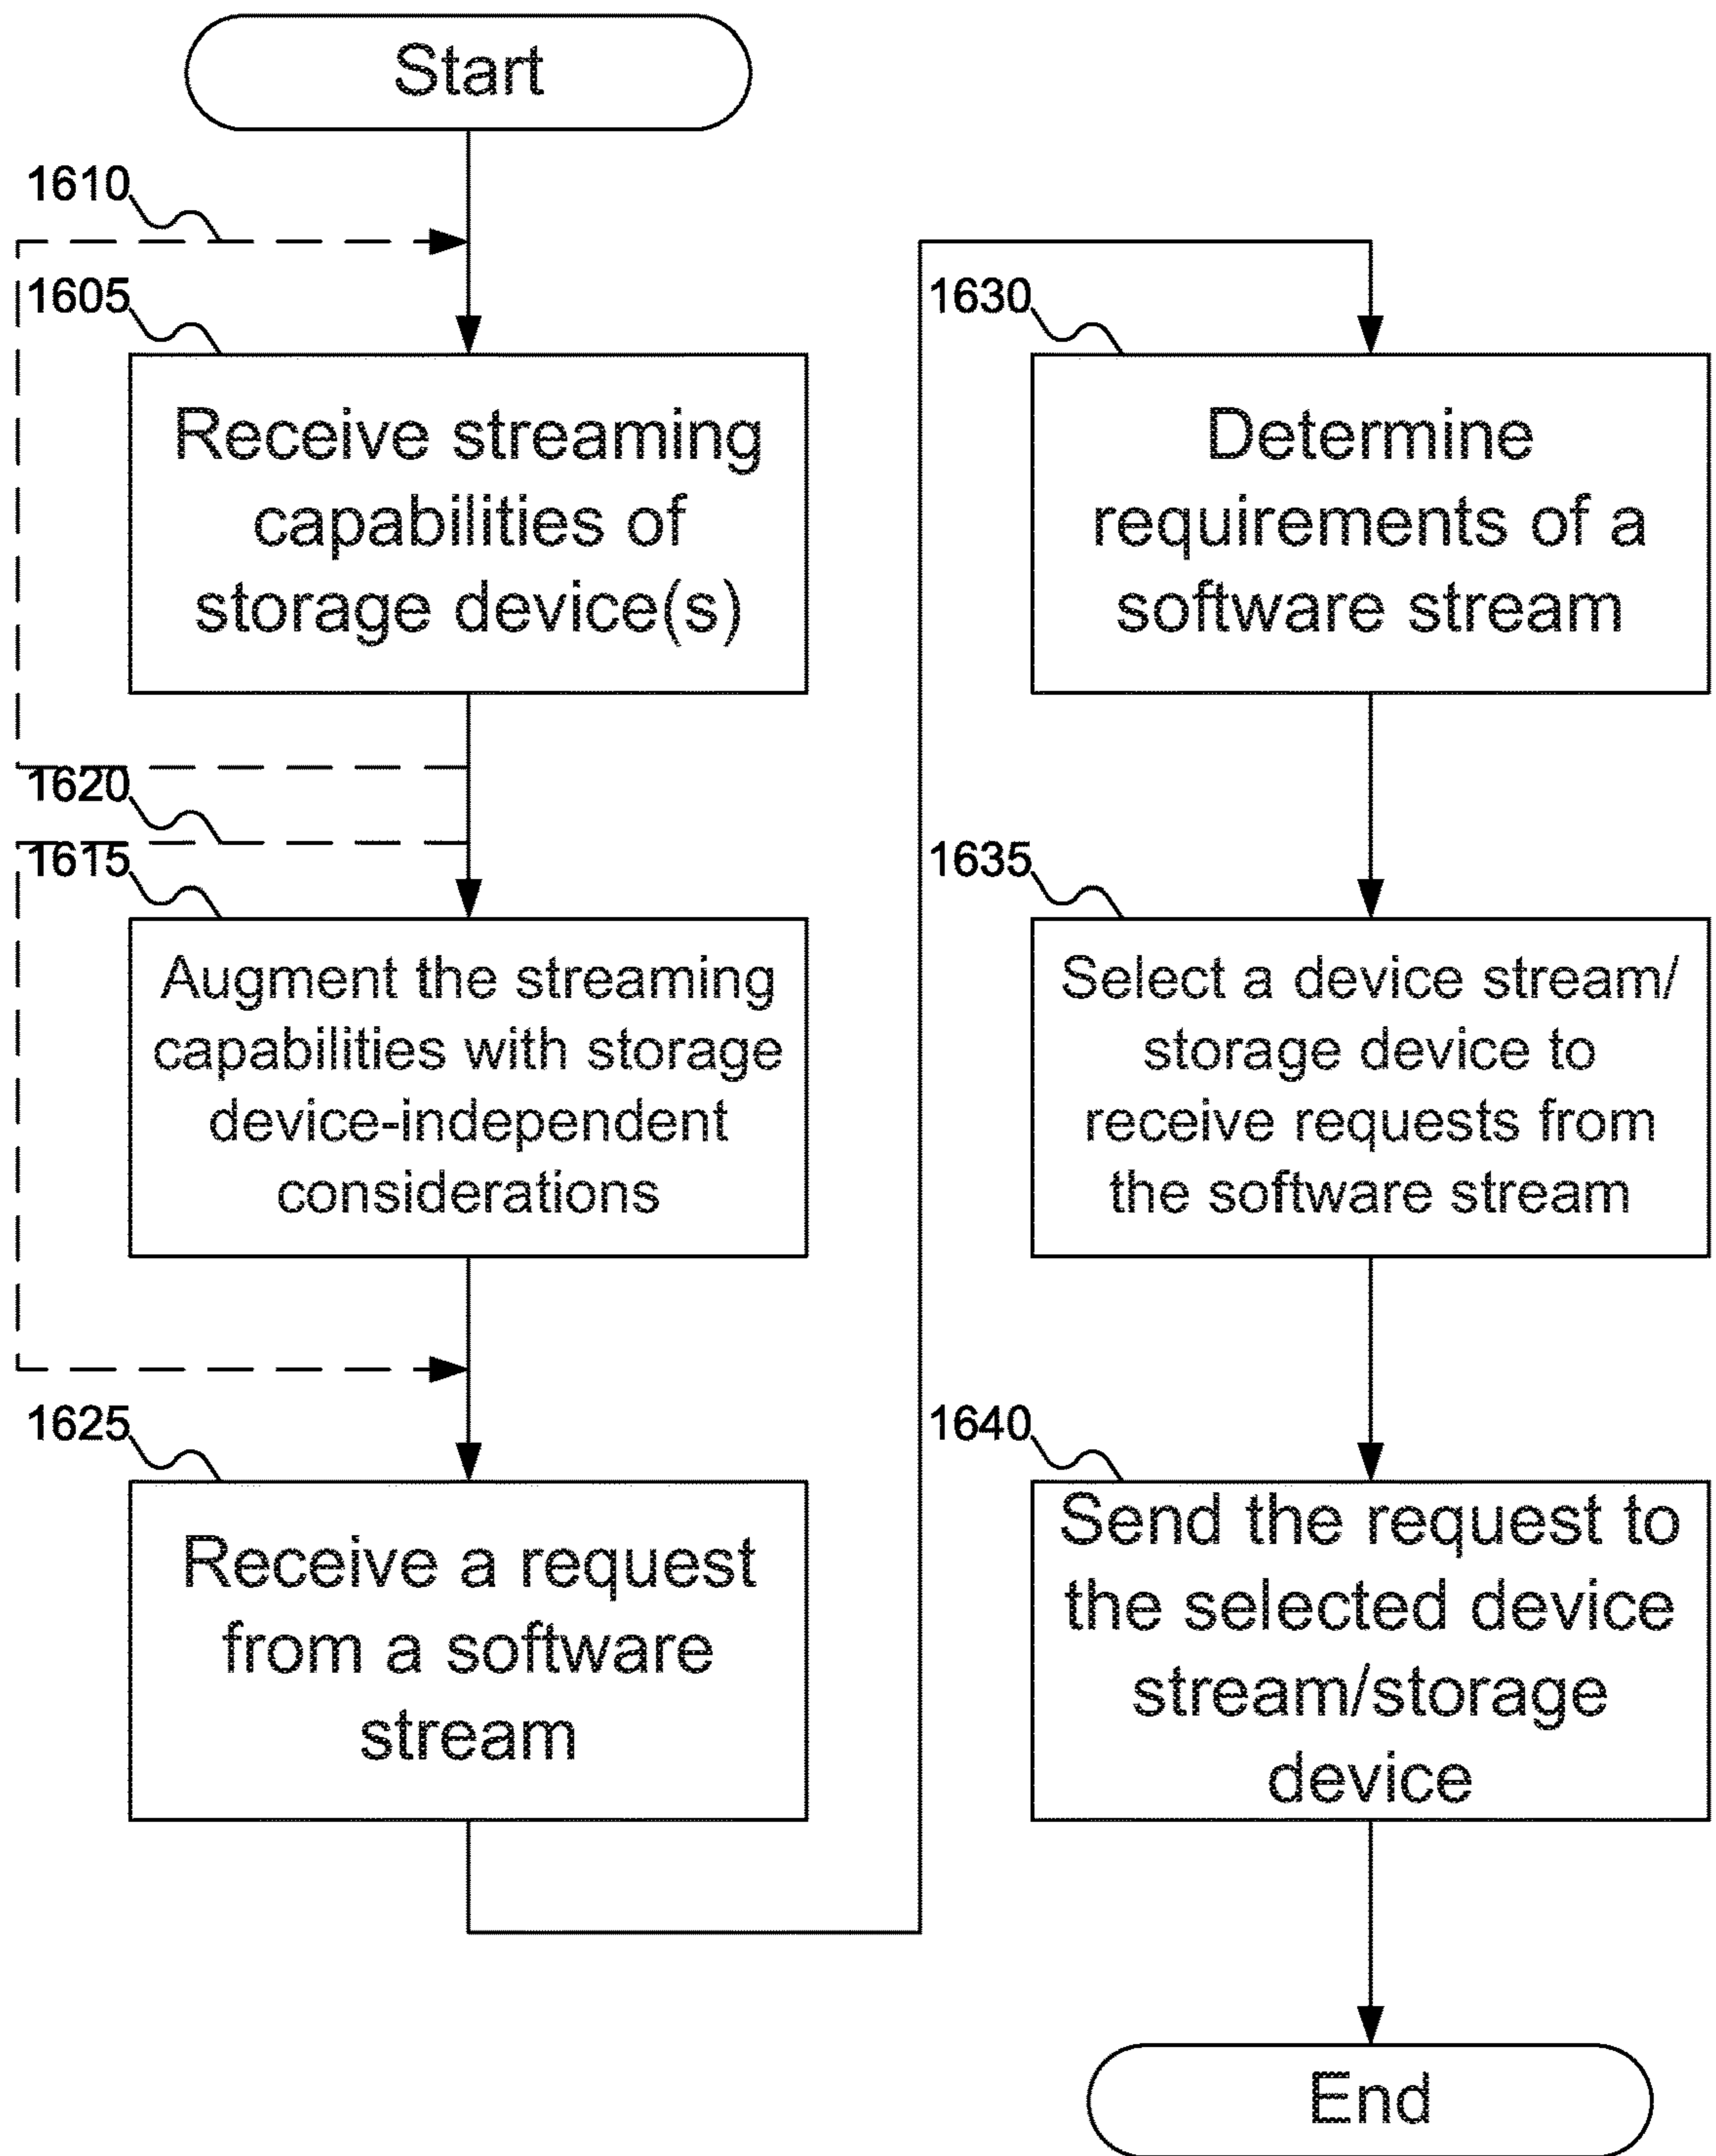 Start
1610
1605
Receive streaming
capabilities of
storage device(s)
1620
1615
Augment the streaming
capabilities with storage
device-independent
considerations
1625
Receive a request
from a software
stream
1630
Determine
requirements of a
software stream
1635
Select a device stream/
storage device to
receive requests from
the software stream
1640
Send the request to
the selected device
stream/storage
device
End